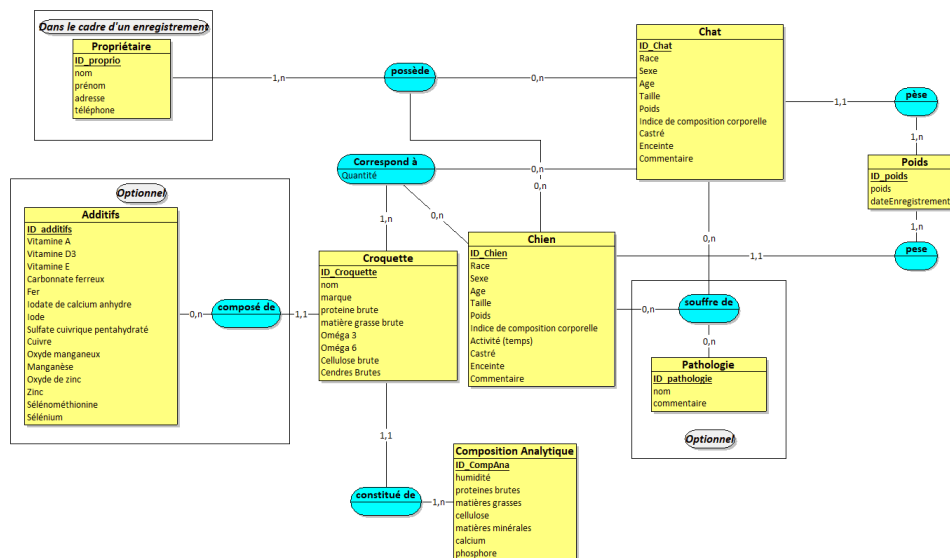 Dans le cadre d'un enregistrement
Propriétaire
ID_proprio
nom
prénom
adresse
téléphone
1,n
possède
0,n
Chat
ID_Chat
Race
Sexe
Age
Taille
Poids
Indice de composition corporelle
Castré
Enceinte
Commentaire
1,1
pèse
1,n
Poids
ID_poids
poids
dateEnregistrement
1,n
pese
1,1
Correspond à
Quantité
0,n
0,n
0,n
1,n
Optionnel
Additifs
ID_additifs
Vitamine A
Vitamine D3
Vitamine E
Carbonnate ferreux
Fer
Iodate de calcium anhydre
Iode
Sulfate cuivrique pentahydraté
Cuivre
Oxyde manganeux
Manganèse
Oxyde de zinc
Zinc
Sélénométhionine
Sélénium
0,n
composé de
1,1
Croquette
ID_Croquette
nom
marque
proteine brute
matière grasse brute
Oméga 3
Oméga 6
Cellulose brute
Cendres Brutes
Chien
ID_Chien
Race
Sexe
Age
Taille
Poids
Indice de composition corporelle
Activité (temps)
Castré
Enceinte
Commentaire
0,n
0,n
souffre de
0,n
Pathologie
ID_pathologie
nom
commentaire
Optionnel
1,1
constitué de
1,n
Composition Analytique
ID_CompAna
humidité
proteines brutes
matières grasses
cellulose
matières minérales
calcium
phosphore